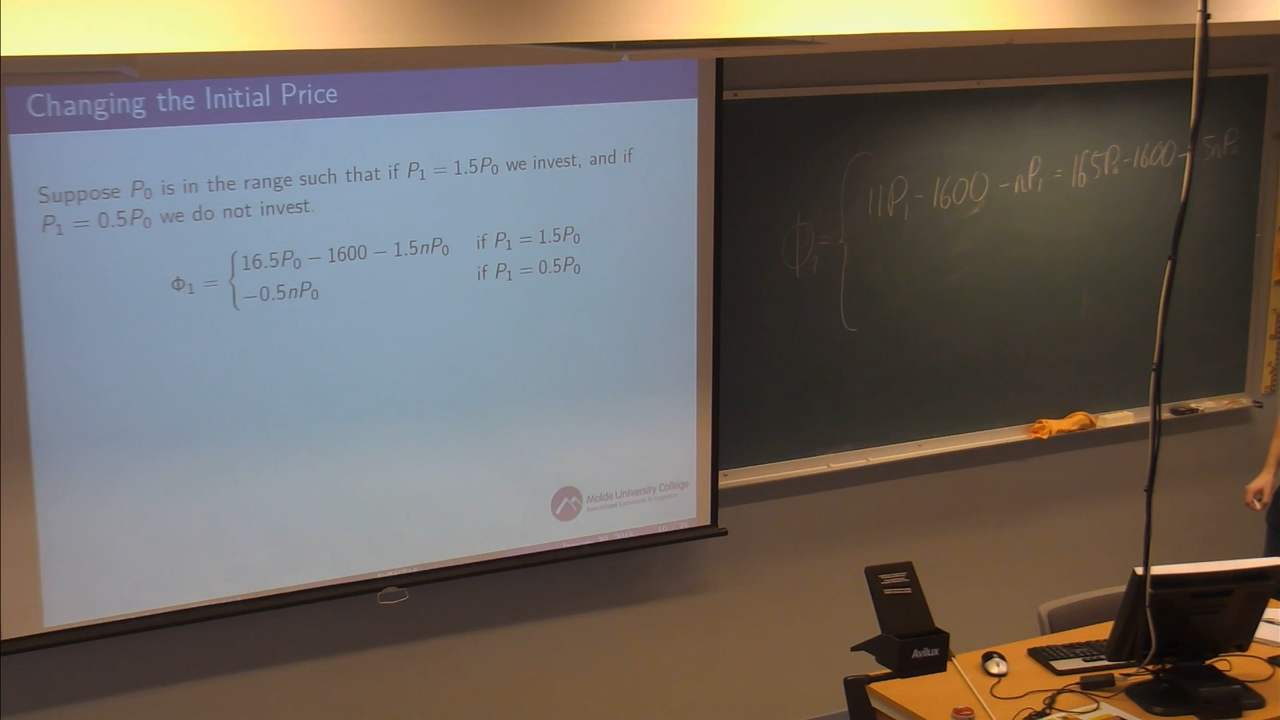 Changing the Initial Price
Suppose P₀ is in the range such that if P₁ = 1.5P₀ we invest, and if
P₁ = 0.5P₀ we do not invest.
Φ₁ = { 16.5P₀ − 1600 − 1.5nP₀ if P₁ = 1.5P₀
−0.5nP₀ if P₁ = 0.5P₀
Molde University College
Φ₁ = { 11P₁ − 1600 − nP₁ = 16.5P₀ − 1600 − 5nP₀
Avilux